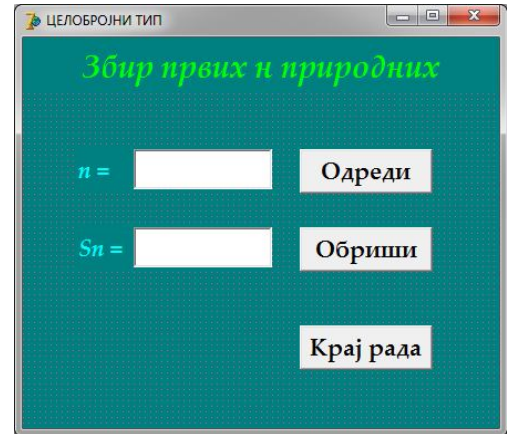 ЦЕЛОБРОЈНИ ТИП
Збир првих н природних
n =
Одреди
Sn =
Обриши
Крај рада